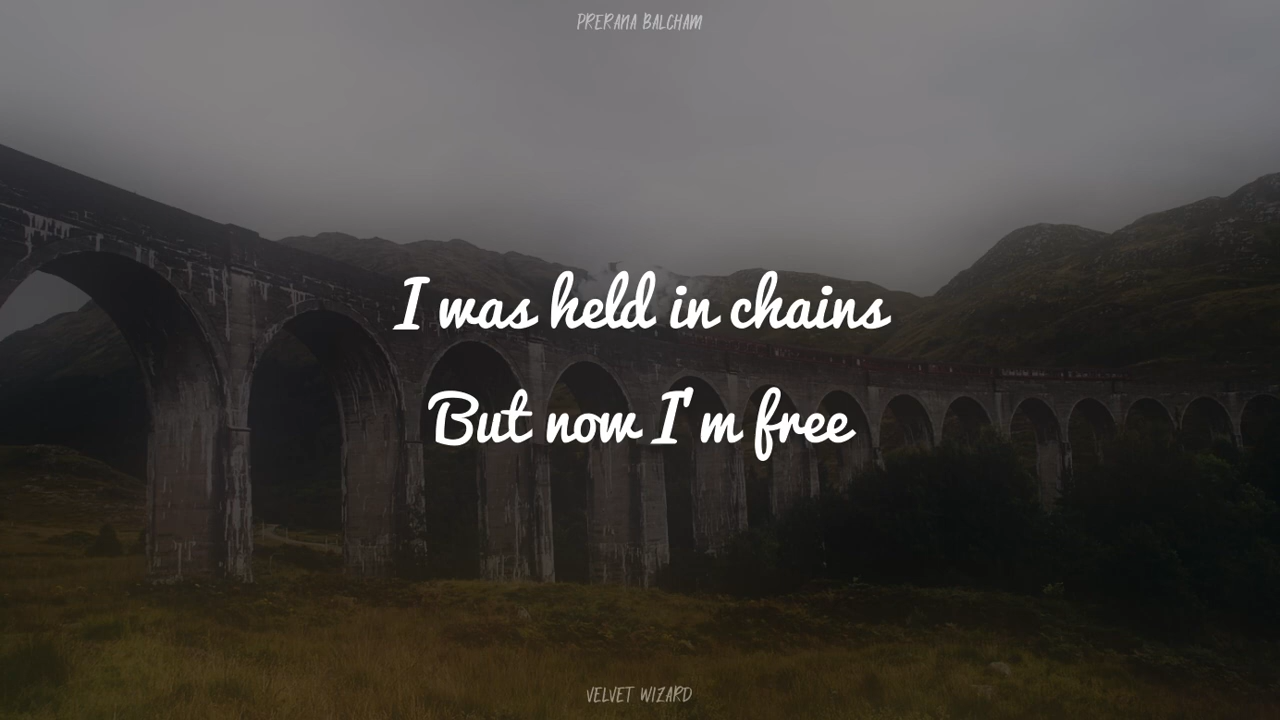 PRERANA BALCHAM
I was held in chains
But now I'm free
VELVET WIZARD